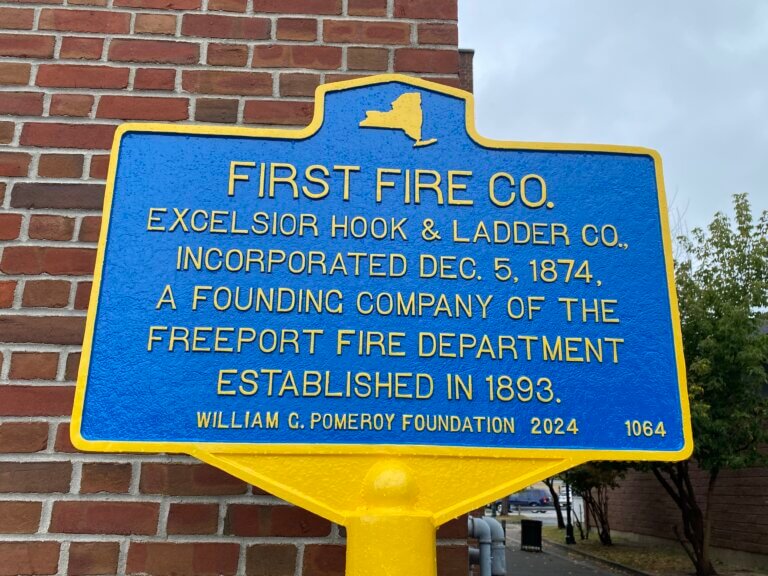 FIRST FIRE CO.
EXCELSIOR HOOK & LADDER CO.,
INCORPORATED DEC. 5, 1874,
A FOUNDING COMPANY OF THE
FREEPORT FIRE DEPARTMENT
ESTABLISHED IN 1893.
WILLIAM G. POMEROY FOUNDATION 2024 1064